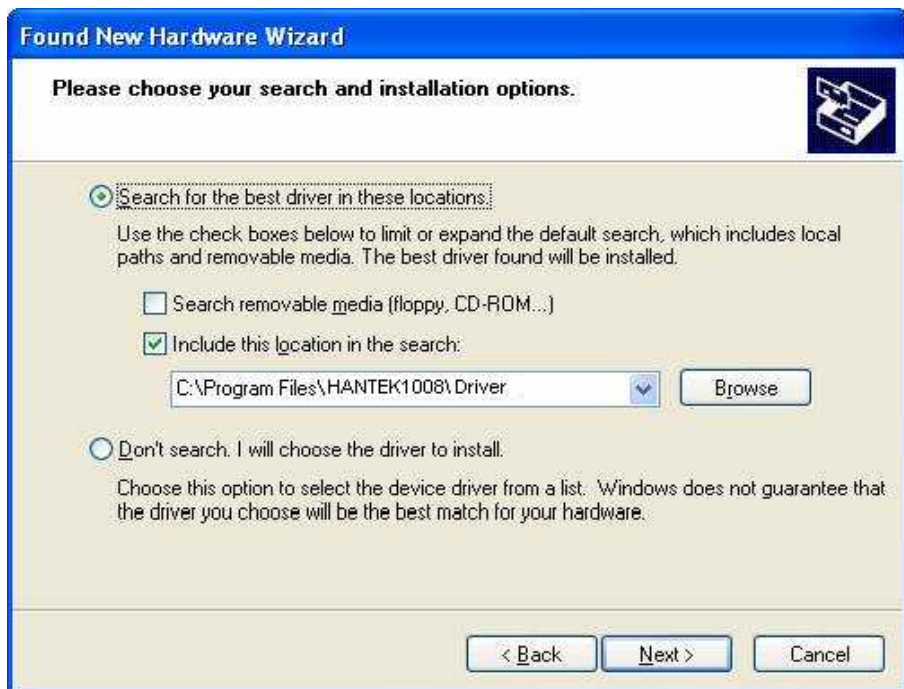 Found New Hardware Wizard
Please choose your search and installation options.
Search for the best driver in these locations.
Use the check boxes below to limit or expand the default search, which includes local
paths and removable media. The best driver found will be installed.
Search removable media (floppy, CD-ROM...)
Include this location in the search:
C:\Program Files\HANTEK1008\Driver
Browse
Don't search. I will choose the driver to install.
Choose this option to select the device driver from a list. Windows does not guarantee that
the driver you choose will be the best match for your hardware.
< Back
Next >
Cancel